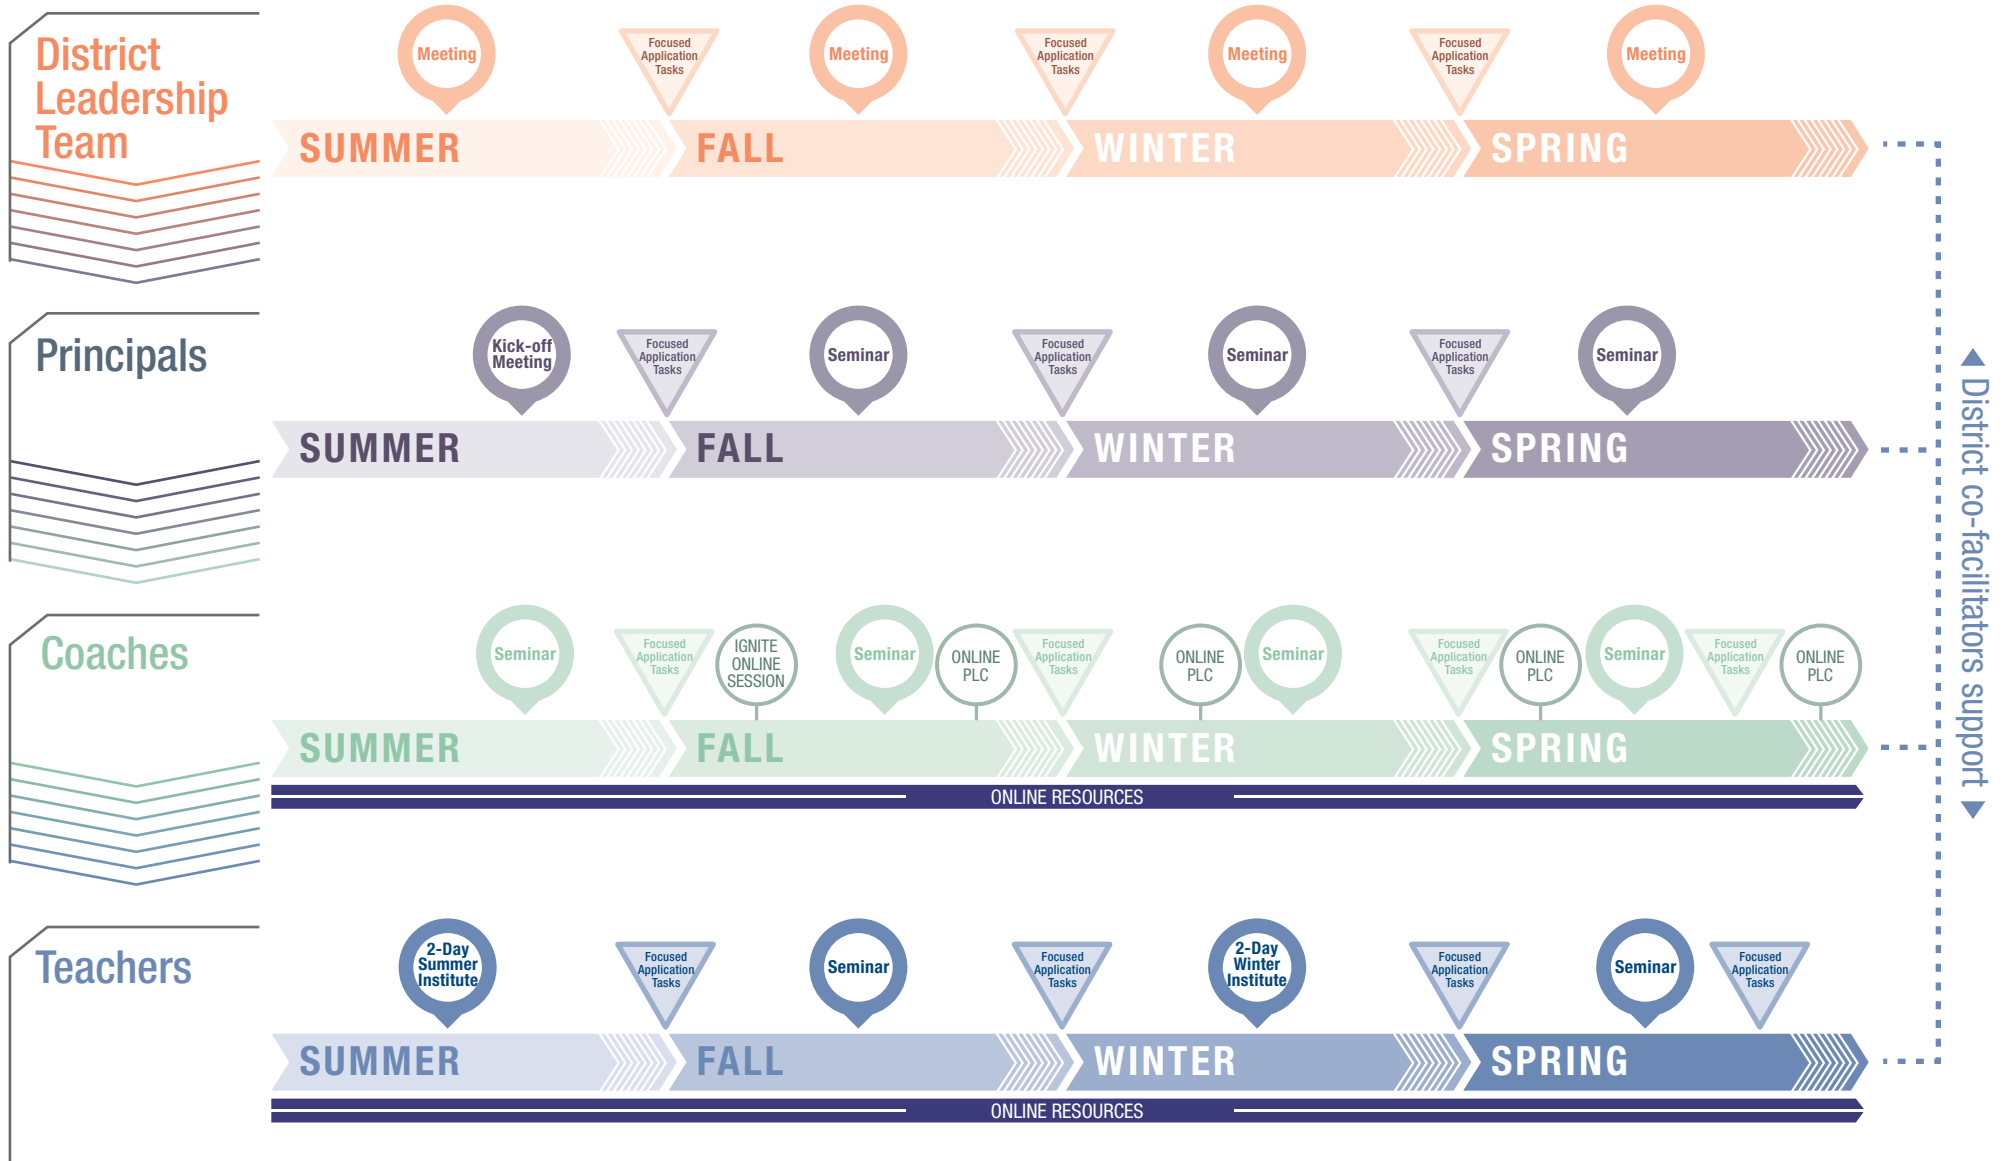 District
Leadership
Team
Meeting
Focused
Application
Tasks
Meeting
Focused
Application
Tasks
Meeting
Focused
Application
Tasks
Meeting
SUMMER
FALL
WINTER
SPRING
Principals
Kick-off
Meeting
Focused
Application
Tasks
Seminar
Focused
Application
Tasks
Seminar
Focused
Application
Tasks
Seminar
SUMMER
FALL
WINTER
SPRING
Coaches
Seminar
Focused
Application
Tasks
IGNITE
ONLINE
SESSION
Seminar
ONLINE
PLC
Focused
Application
Tasks
ONLINE
PLC
Seminar
Focused
Application
Tasks
ONLINE
PLC
Seminar
Focused
Application
Tasks
ONLINE
PLC
SUMMER
FALL
WINTER
SPRING
ONLINE RESOURCES
Teachers
2-Day
Summer
Institute
Focused
Application
Tasks
Seminar
Focused
Application
Tasks
2-Day
Winter
Institute
Focused
Application
Tasks
Seminar
Focused
Application
Tasks
SUMMER
FALL
WINTER
SPRING
ONLINE RESOURCES
District co-facilitators support